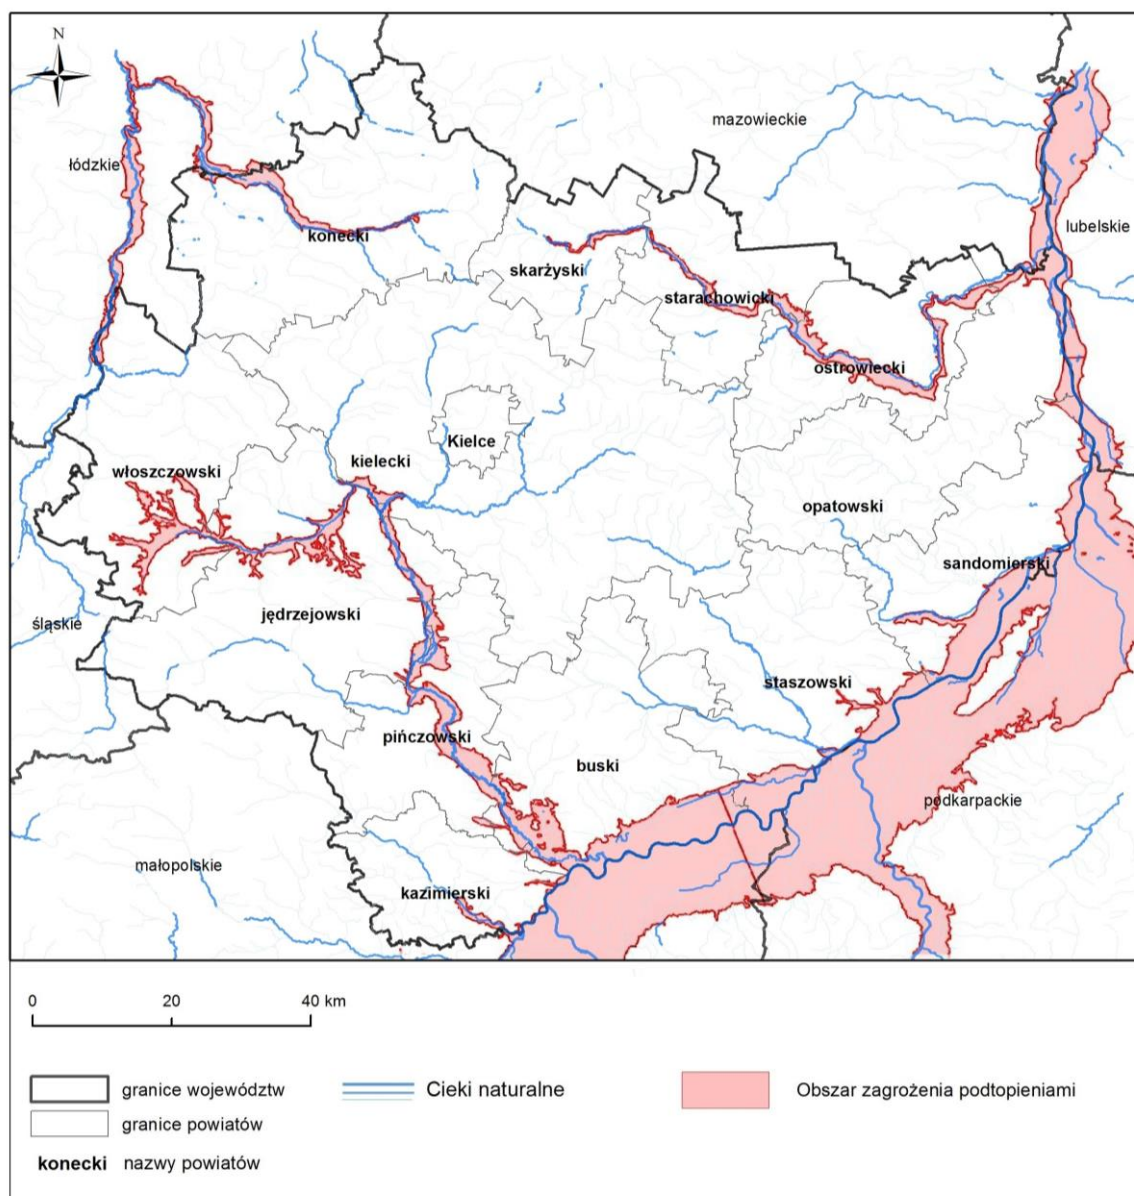 N
mazowieckie
łódzkie
lubelskie
konecki
skarżyski
starachowicki
ostrowiecki
Kielce
kielecki
włoszczowski
opatowski
sandomierski
jędrzejowski
śląskie
staszowski
pińczowski
buski
podkarpackie
małopolskie
kazimierski
0 20 40 km
granice województw
Cieki naturalne
Obszar zagrożenia podtopieniami
granice powiatów
konecki nazwy powiatów